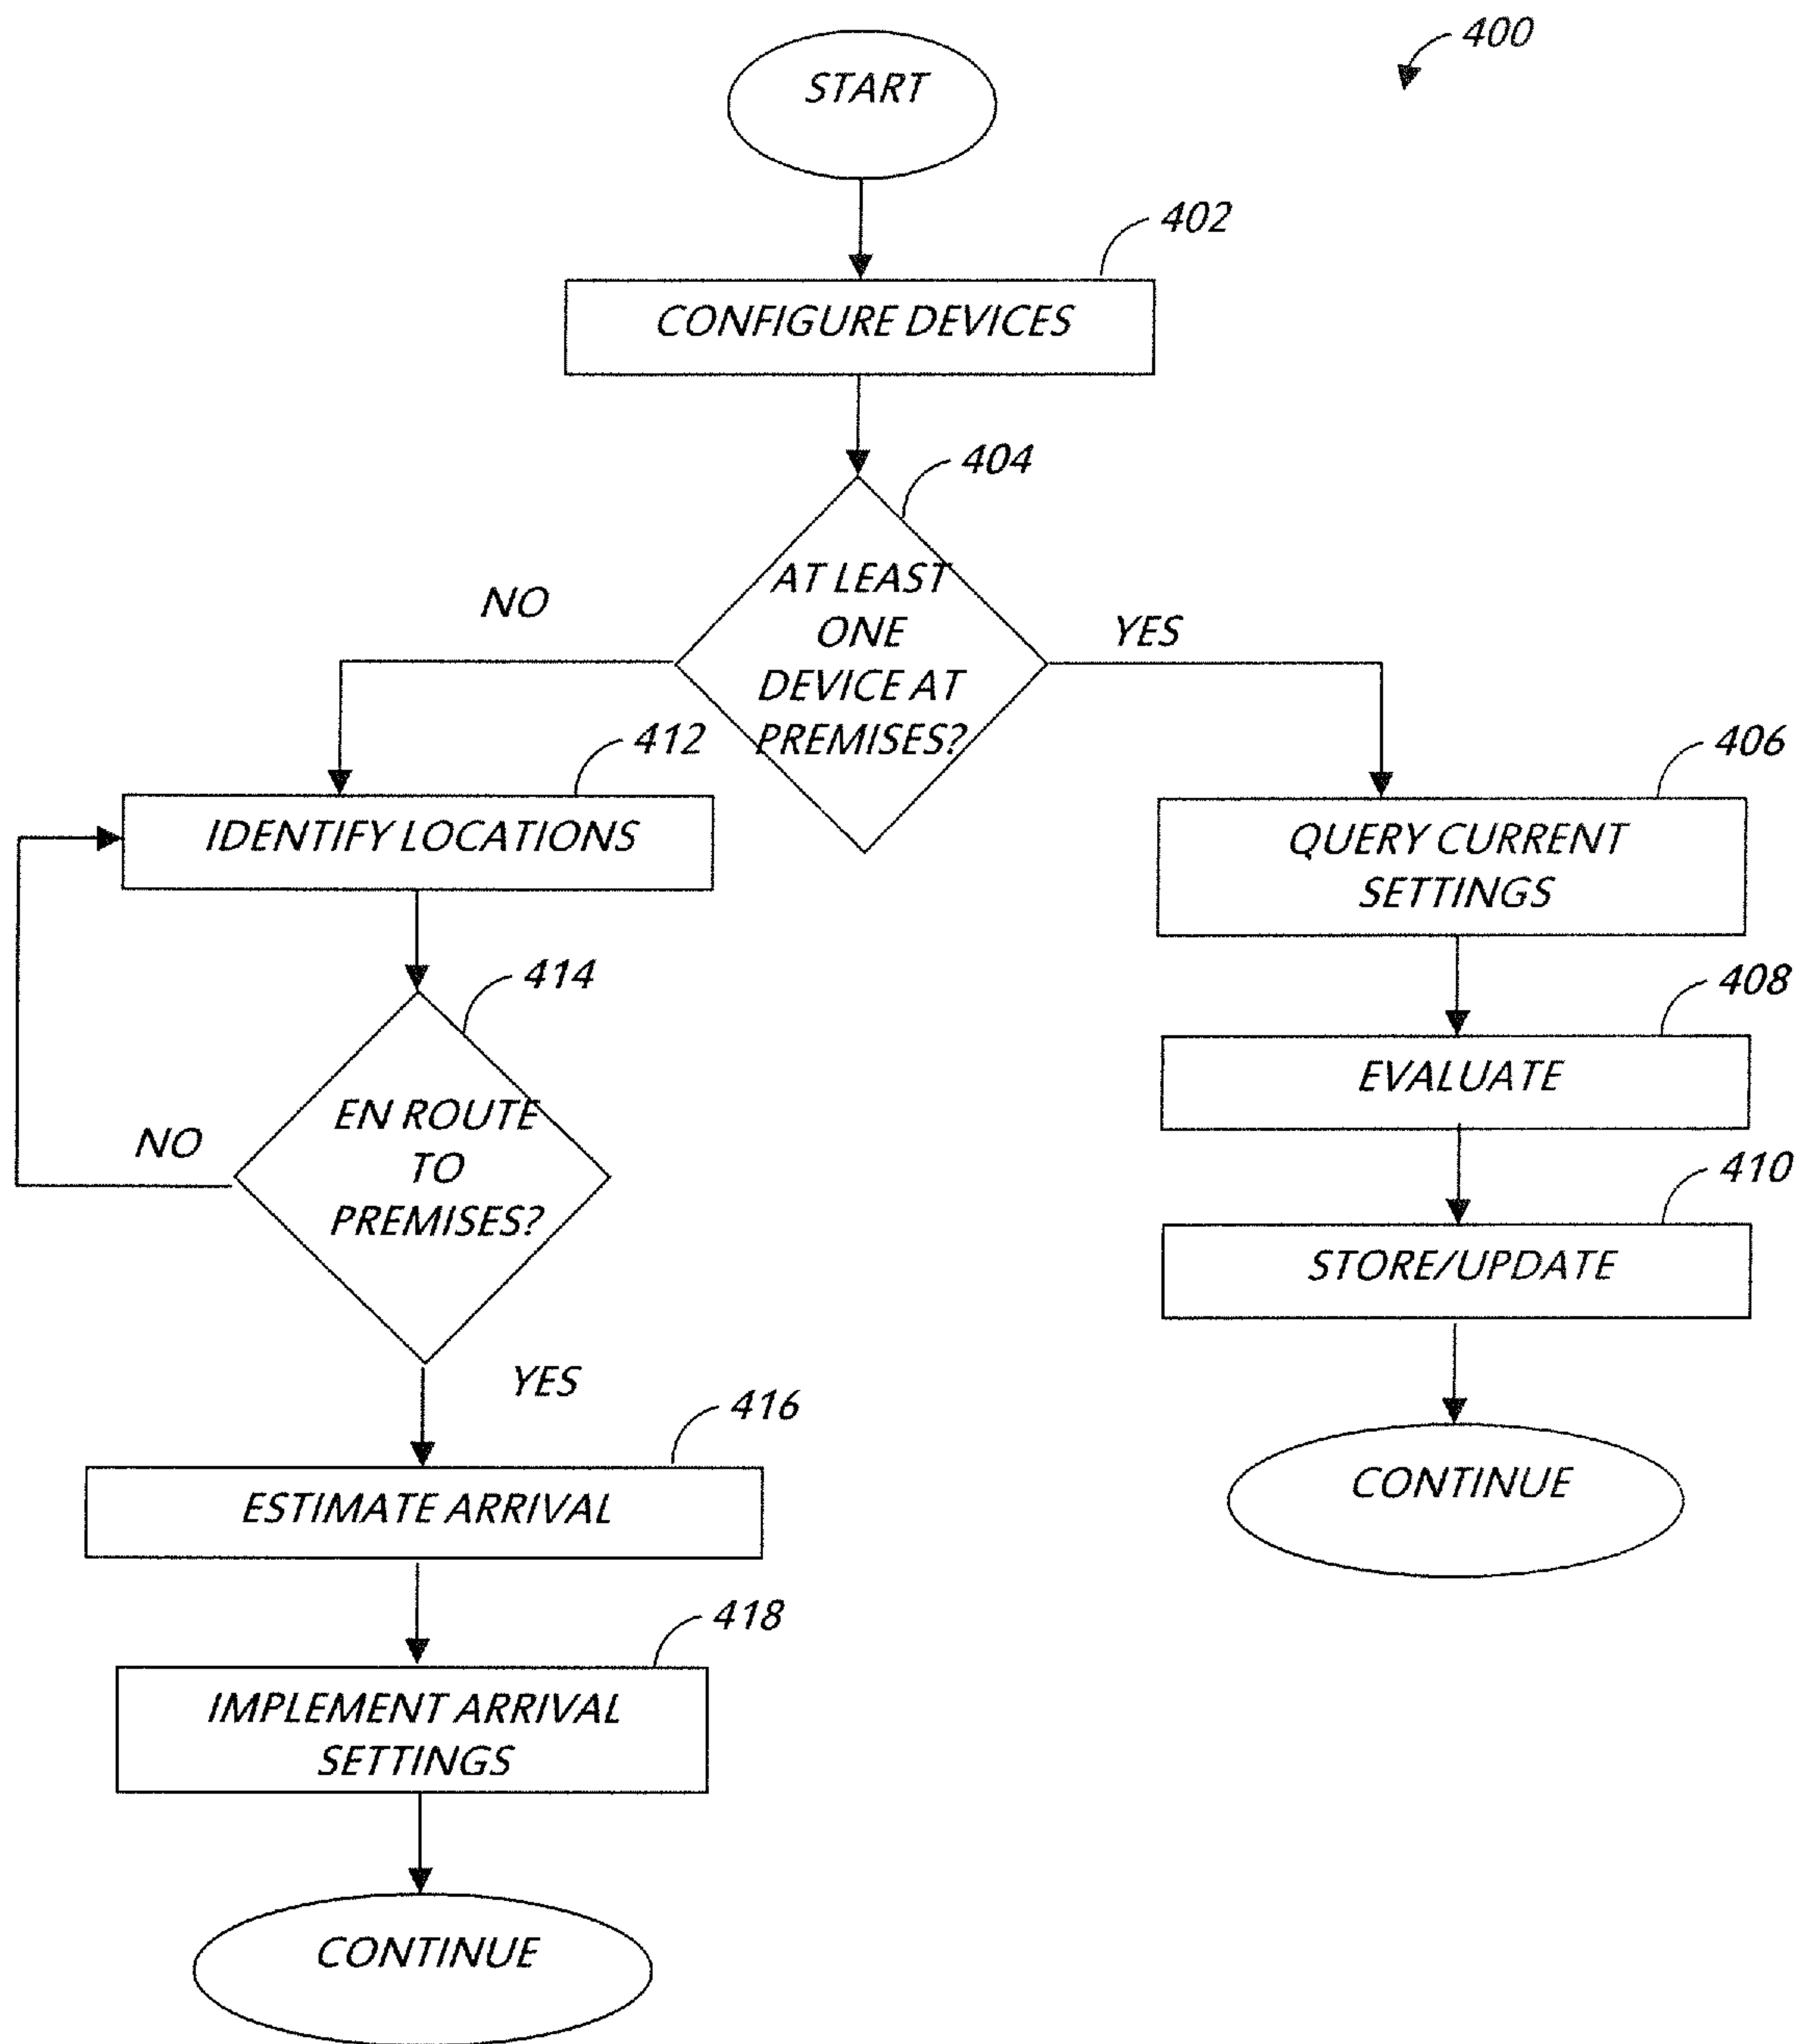 400
START
402
CONFIGURE DEVICES
404
AT LEAST
ONE
DEVICE AT
PREMISES?
NO
YES
412
IDENTIFY LOCATIONS
406
QUERY CURRENT
SETTINGS
414
EN ROUTE
TO
PREMISES?
NO
YES
408
EVALUATE
410
STORE/UPDATE
CONTINUE
416
ESTIMATE ARRIVAL
418
IMPLEMENT ARRIVAL
SETTINGS
CONTINUE